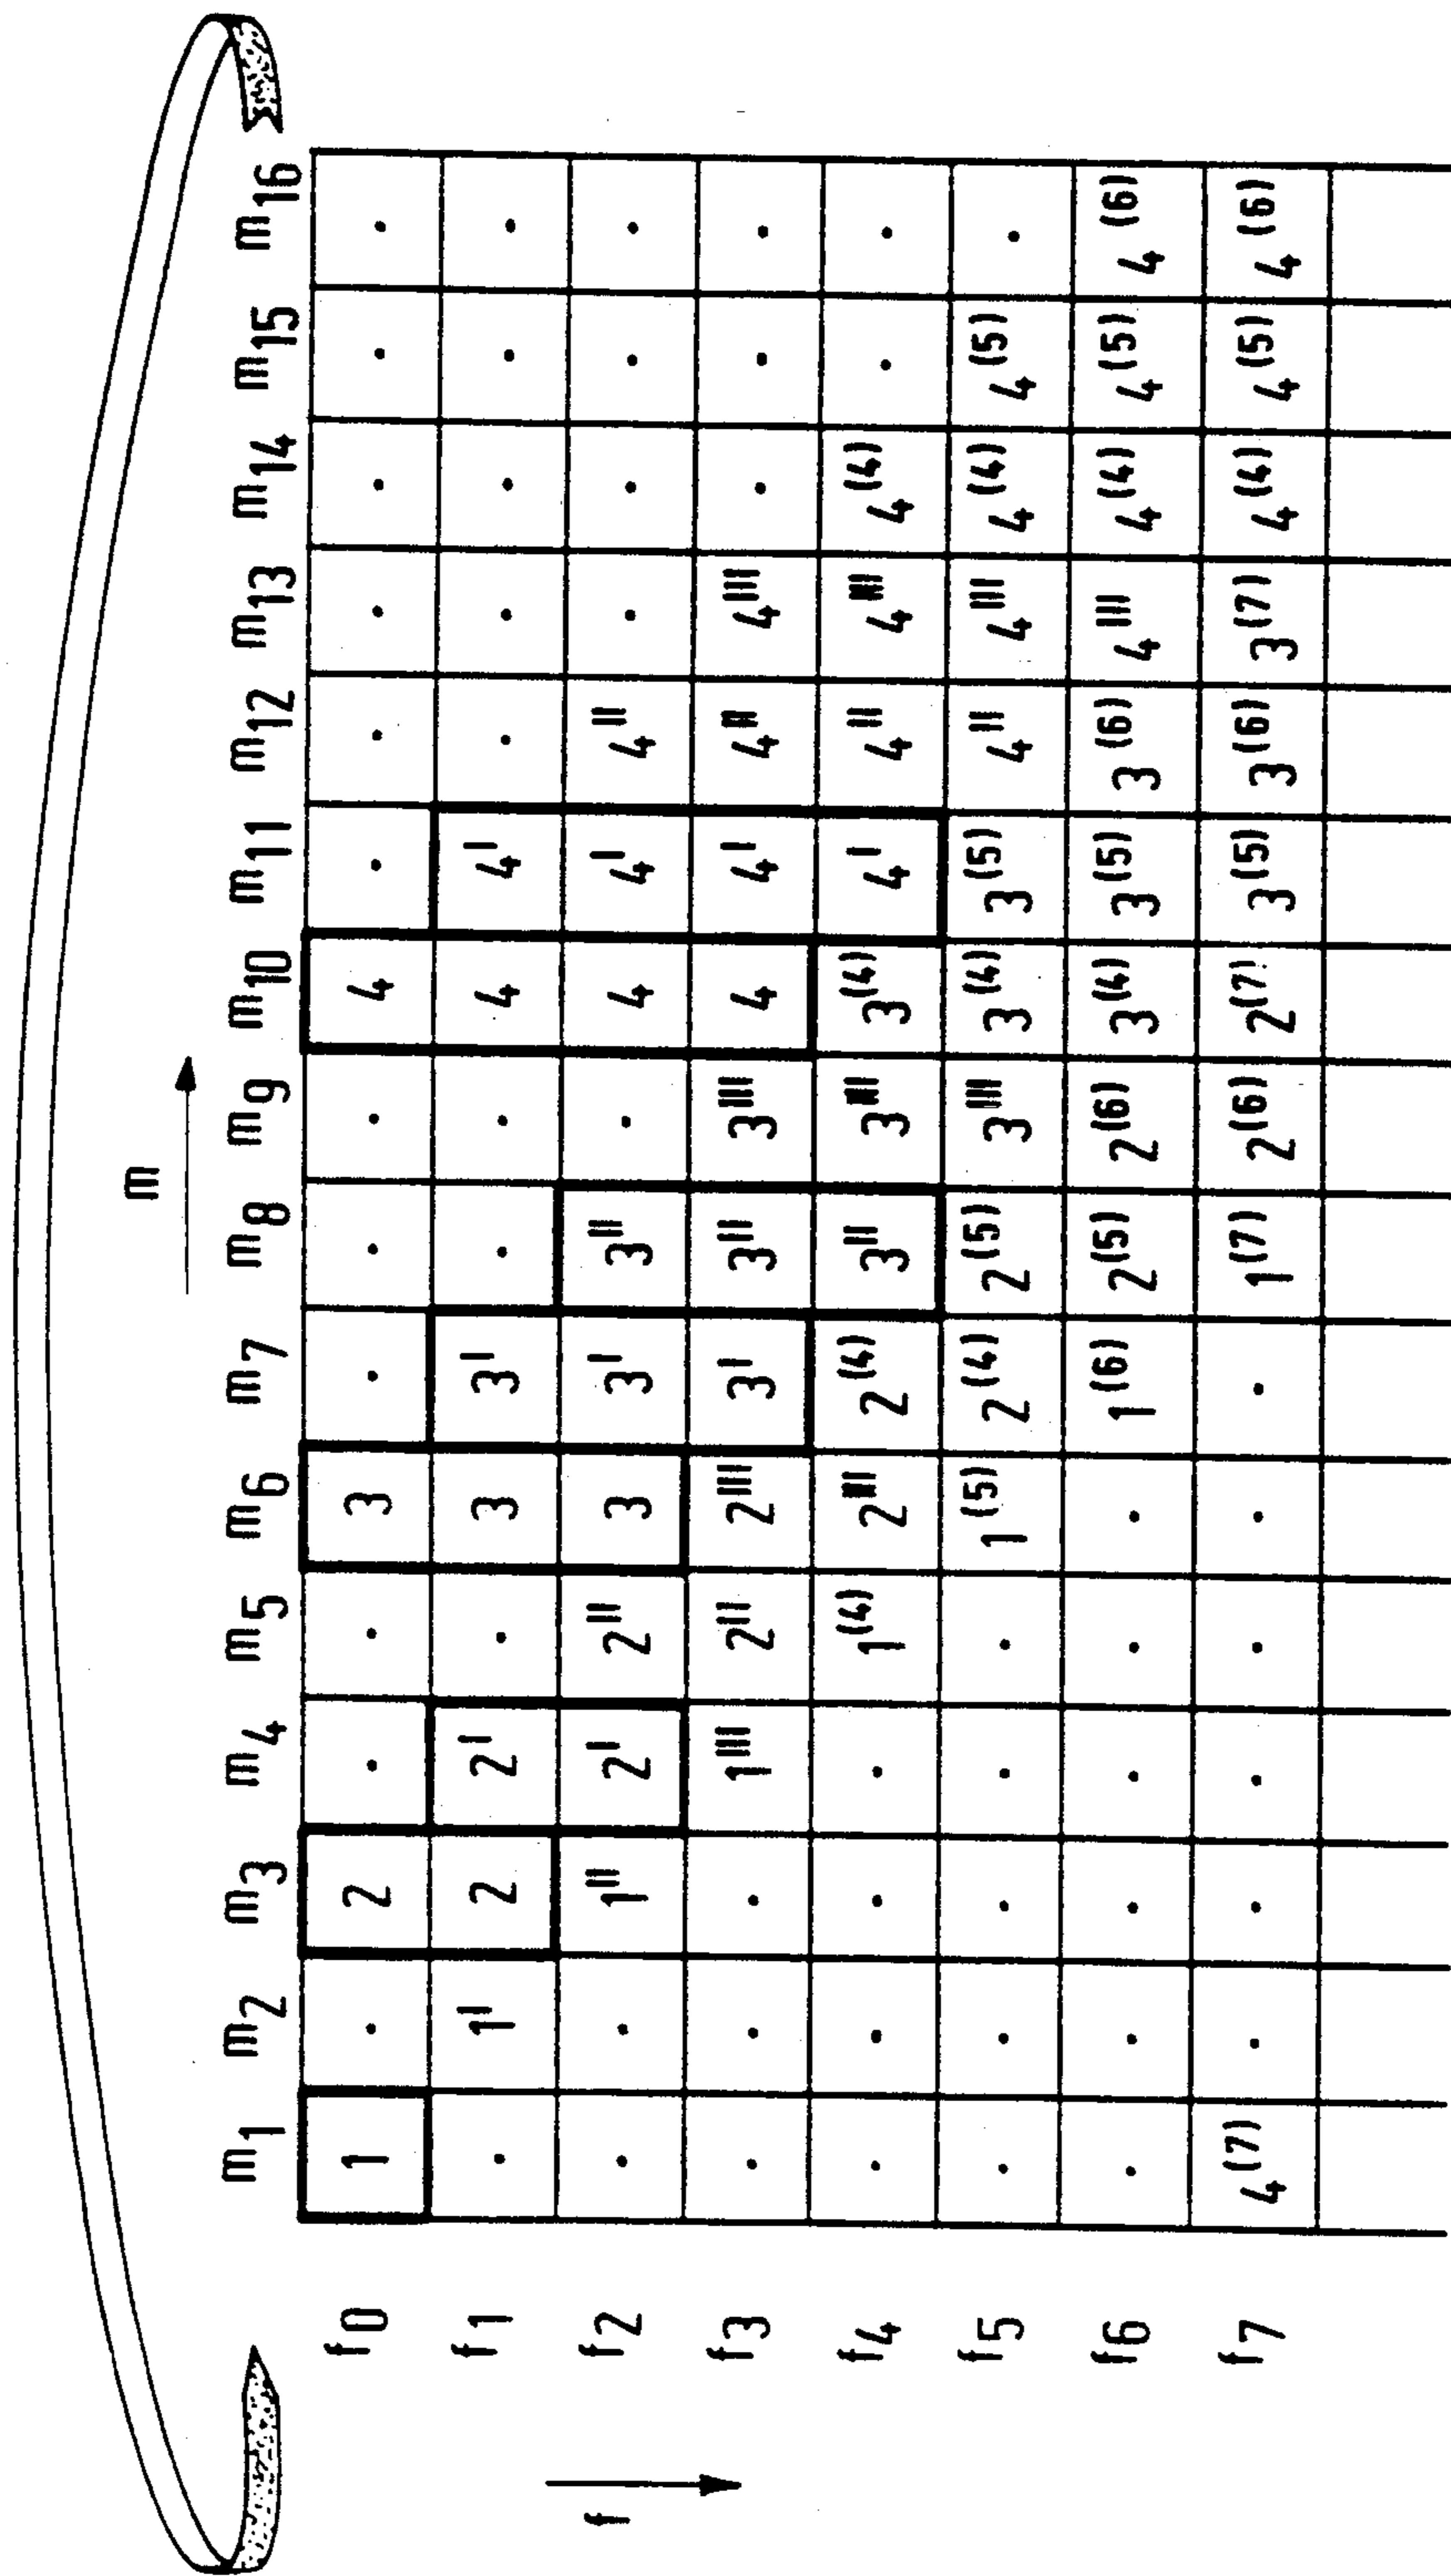 m
m1 m2 m3 m4 m5 m6 m7 m8 m9 m10 m11 m12 m13 m14 m15 m16
f
f0 1 . 2 . . 3 . . . 4 . . . . . .
f1 . 1' 2 2' . 3 3' . . 4 4' . . . . .
f2 . . 1'' 2' 2'' 3 3' 3'' . 4 4' 4'' . . . .
f3 . . . 1''' 2'' 2''' 3' 3'' 3''' 4 4' 4'' 4''' . . .
f4 . . . . 1(4) 2''' 2(4) 3'' 3''' 3(4) 4' 4'' 4''' 4(4) . .
f5 . . . . . 1(5) 2(4) 2(5) 3''' 3(4) 3(5) 4'' 4''' 4(4) 4(5) .
f6 . . . . . . 1(6) 2(5) 2(6) 3(4) 3(5) 3(6) 4''' 4(4) 4(5) 4(6)
f7 4(7) . . . . . . 1(7) 2(6) 2(7) 3(5) 3(6) 3(7) 4(4) 4(5) 4(6)